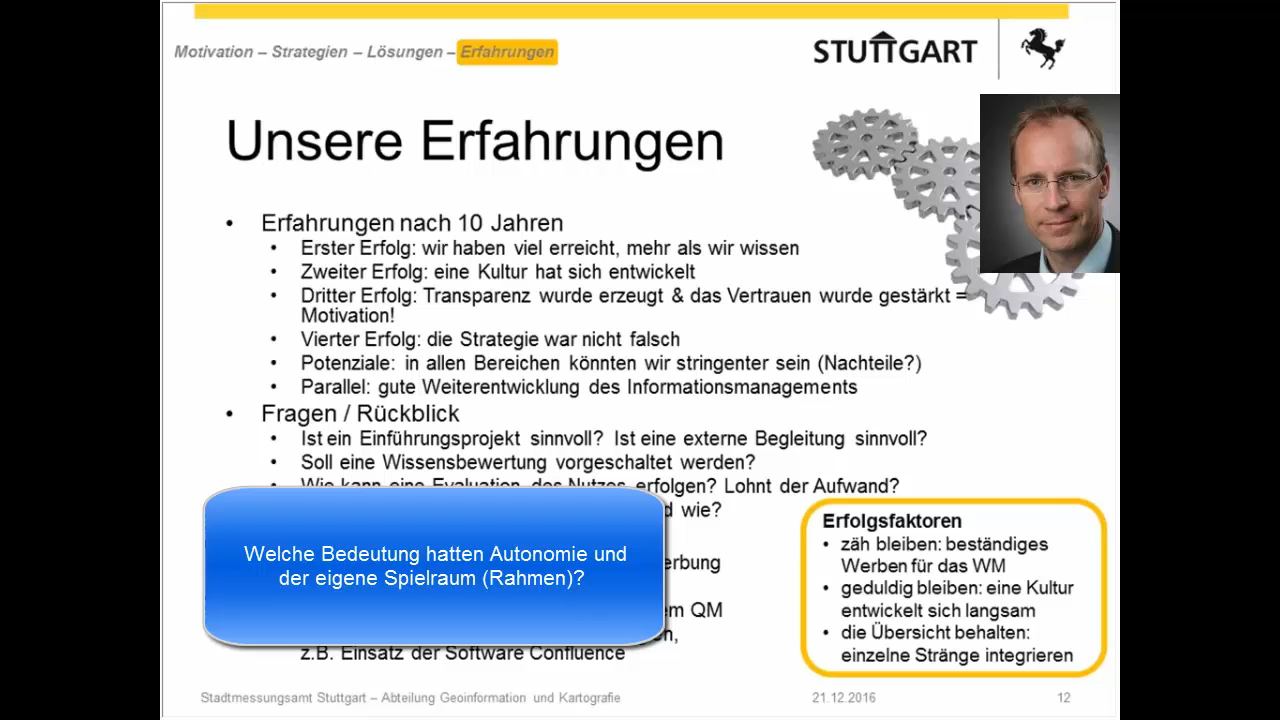 Motivation – Strategien – Lösungen – Erfahrungen
STUTTGART
Unsere Erfahrungen
• Erfahrungen nach 10 Jahren
• Erster Erfolg: wir haben viel erreicht, mehr als wir wissen
• Zweiter Erfolg: eine Kultur hat sich entwickelt
• Dritter Erfolg: Transparenz wurde erzeugt & das Vertrauen wurde gestärkt =
Motivation!
• Vierter Erfolg: die Strategie war nicht falsch
• Potenziale: in allen Bereichen könnten wir stringenter sein (Nachteile?)
• Parallel: gute Weiterentwicklung des Informationsmanagements
• Fragen / Rückblick
• Ist ein Einführungsprojekt sinnvoll? Ist eine externe Begleitung sinnvoll?
• Soll eine Wissensbewertung vorgeschaltet werden?
• Wie kann eine Evaluation des Nutzes erfolgen? Lohnt der Aufwand?
wie?
Welche Bedeutung hatten Autonomie und
der eigene Spielraum (Rahmen)?
QM
z.B. Einsatz der Software Confluence
Erfolgsfaktoren
• zäh bleiben: beständiges
Werben für das WM
• geduldig bleiben: eine Kultur
entwickelt sich langsam
• die Übersicht behalten:
einzelne Stränge integrieren
Stadtmessungsamt Stuttgart – Abteilung Geoinformation und Kartografie
21.12.2016
12